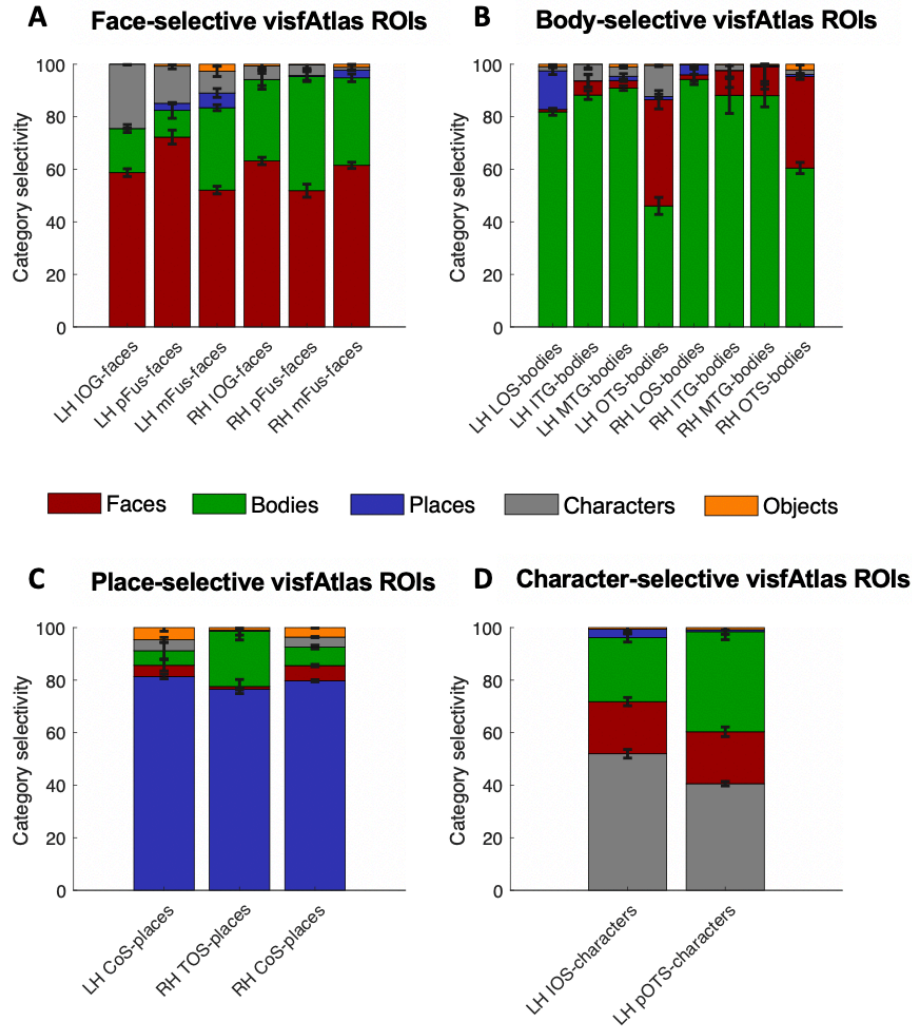 A Face-selective visfAtlas ROIs
Category selectivity
100
80
60
40
20
0
LH IOG-faces
LH pFus-faces
LH mFus-faces
RH IOG-faces
RH pFus-faces
RH mFus-faces
B Body-selective visfAtlas ROIs
Category selectivity
100
80
60
40
20
0
LH LOS-bodies
LH ITG-bodies
LH MTG-bodies
LH OTS-bodies
RH LOS-bodies
RH ITG-bodies
RH MTG-bodies
RH OTS-bodies
Faces Bodies Places Characters Objects
C Place-selective visfAtlas ROIs
Category selectivity
100
80
60
40
20
0
LH CoS-places
RH TOS-places
RH CoS-places
D Character-selective visfAtlas ROIs
Category selectivity
100
80
60
40
20
0
LH IOS-characters
LH pOTS-characters